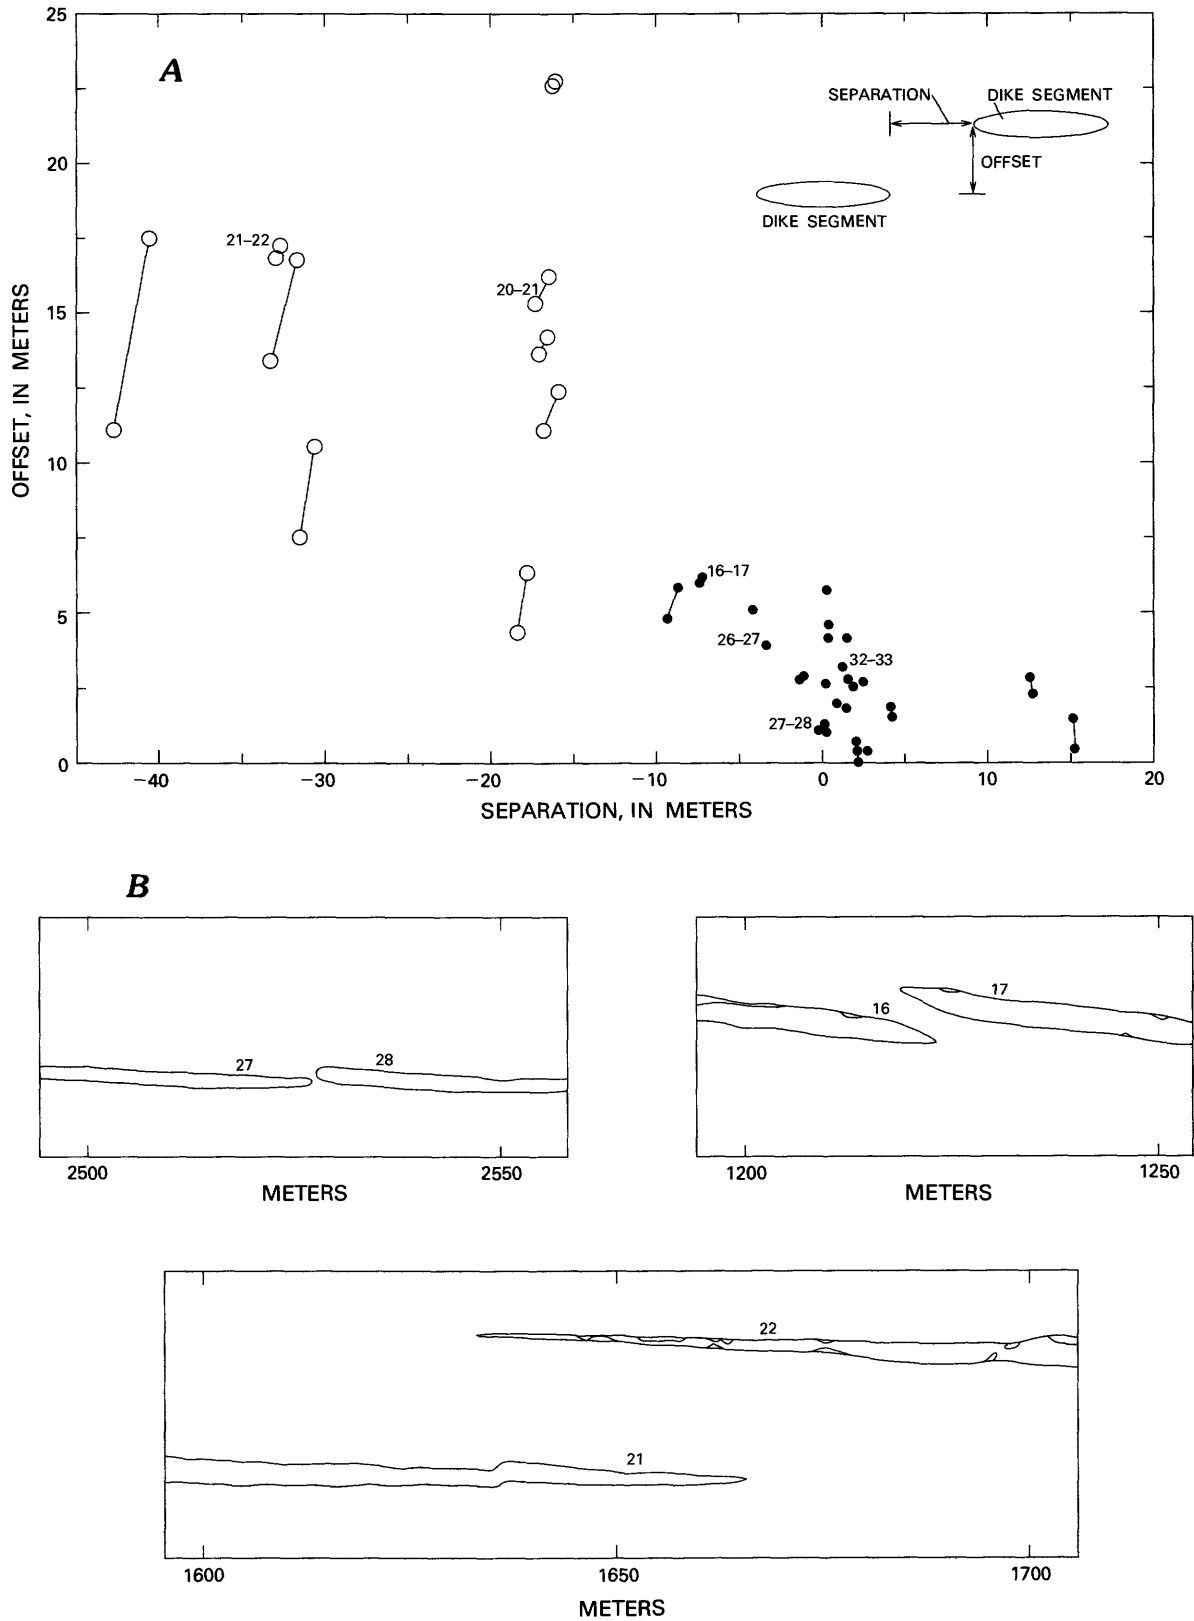 A
25
20
15
10
5
0
OFFSET, IN METERS
−40
−30
−20
−10
0
10
20
SEPARATION, IN METERS
SEPARATION
DIKE SEGMENT
OFFSET
DIKE SEGMENT
21–22
20–21
16–17
26–27
32–33
27–28
B
27
28
2500
2550
METERS
16
17
1200
1250
METERS
22
21
1600
1650
1700
METERS